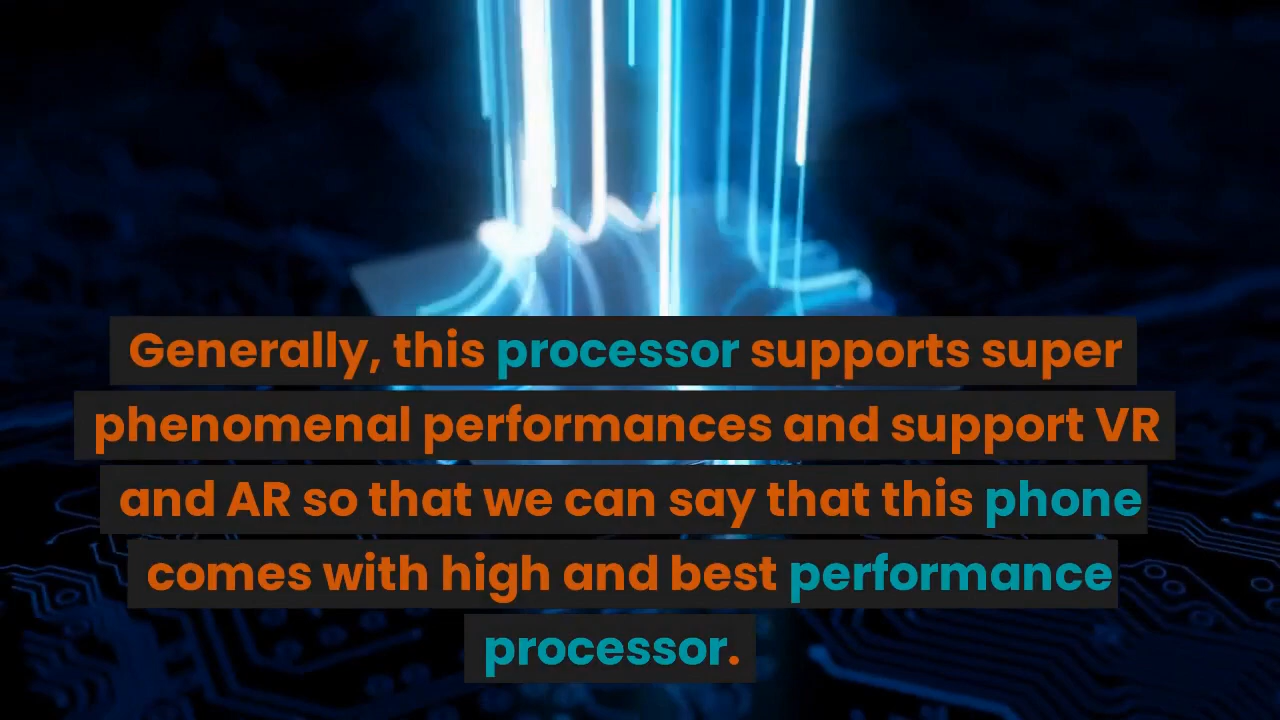 Generally, this processor supports super
phenomenal performances and support VR
and AR so that we can say that this phone
comes with high and best performance
processor.